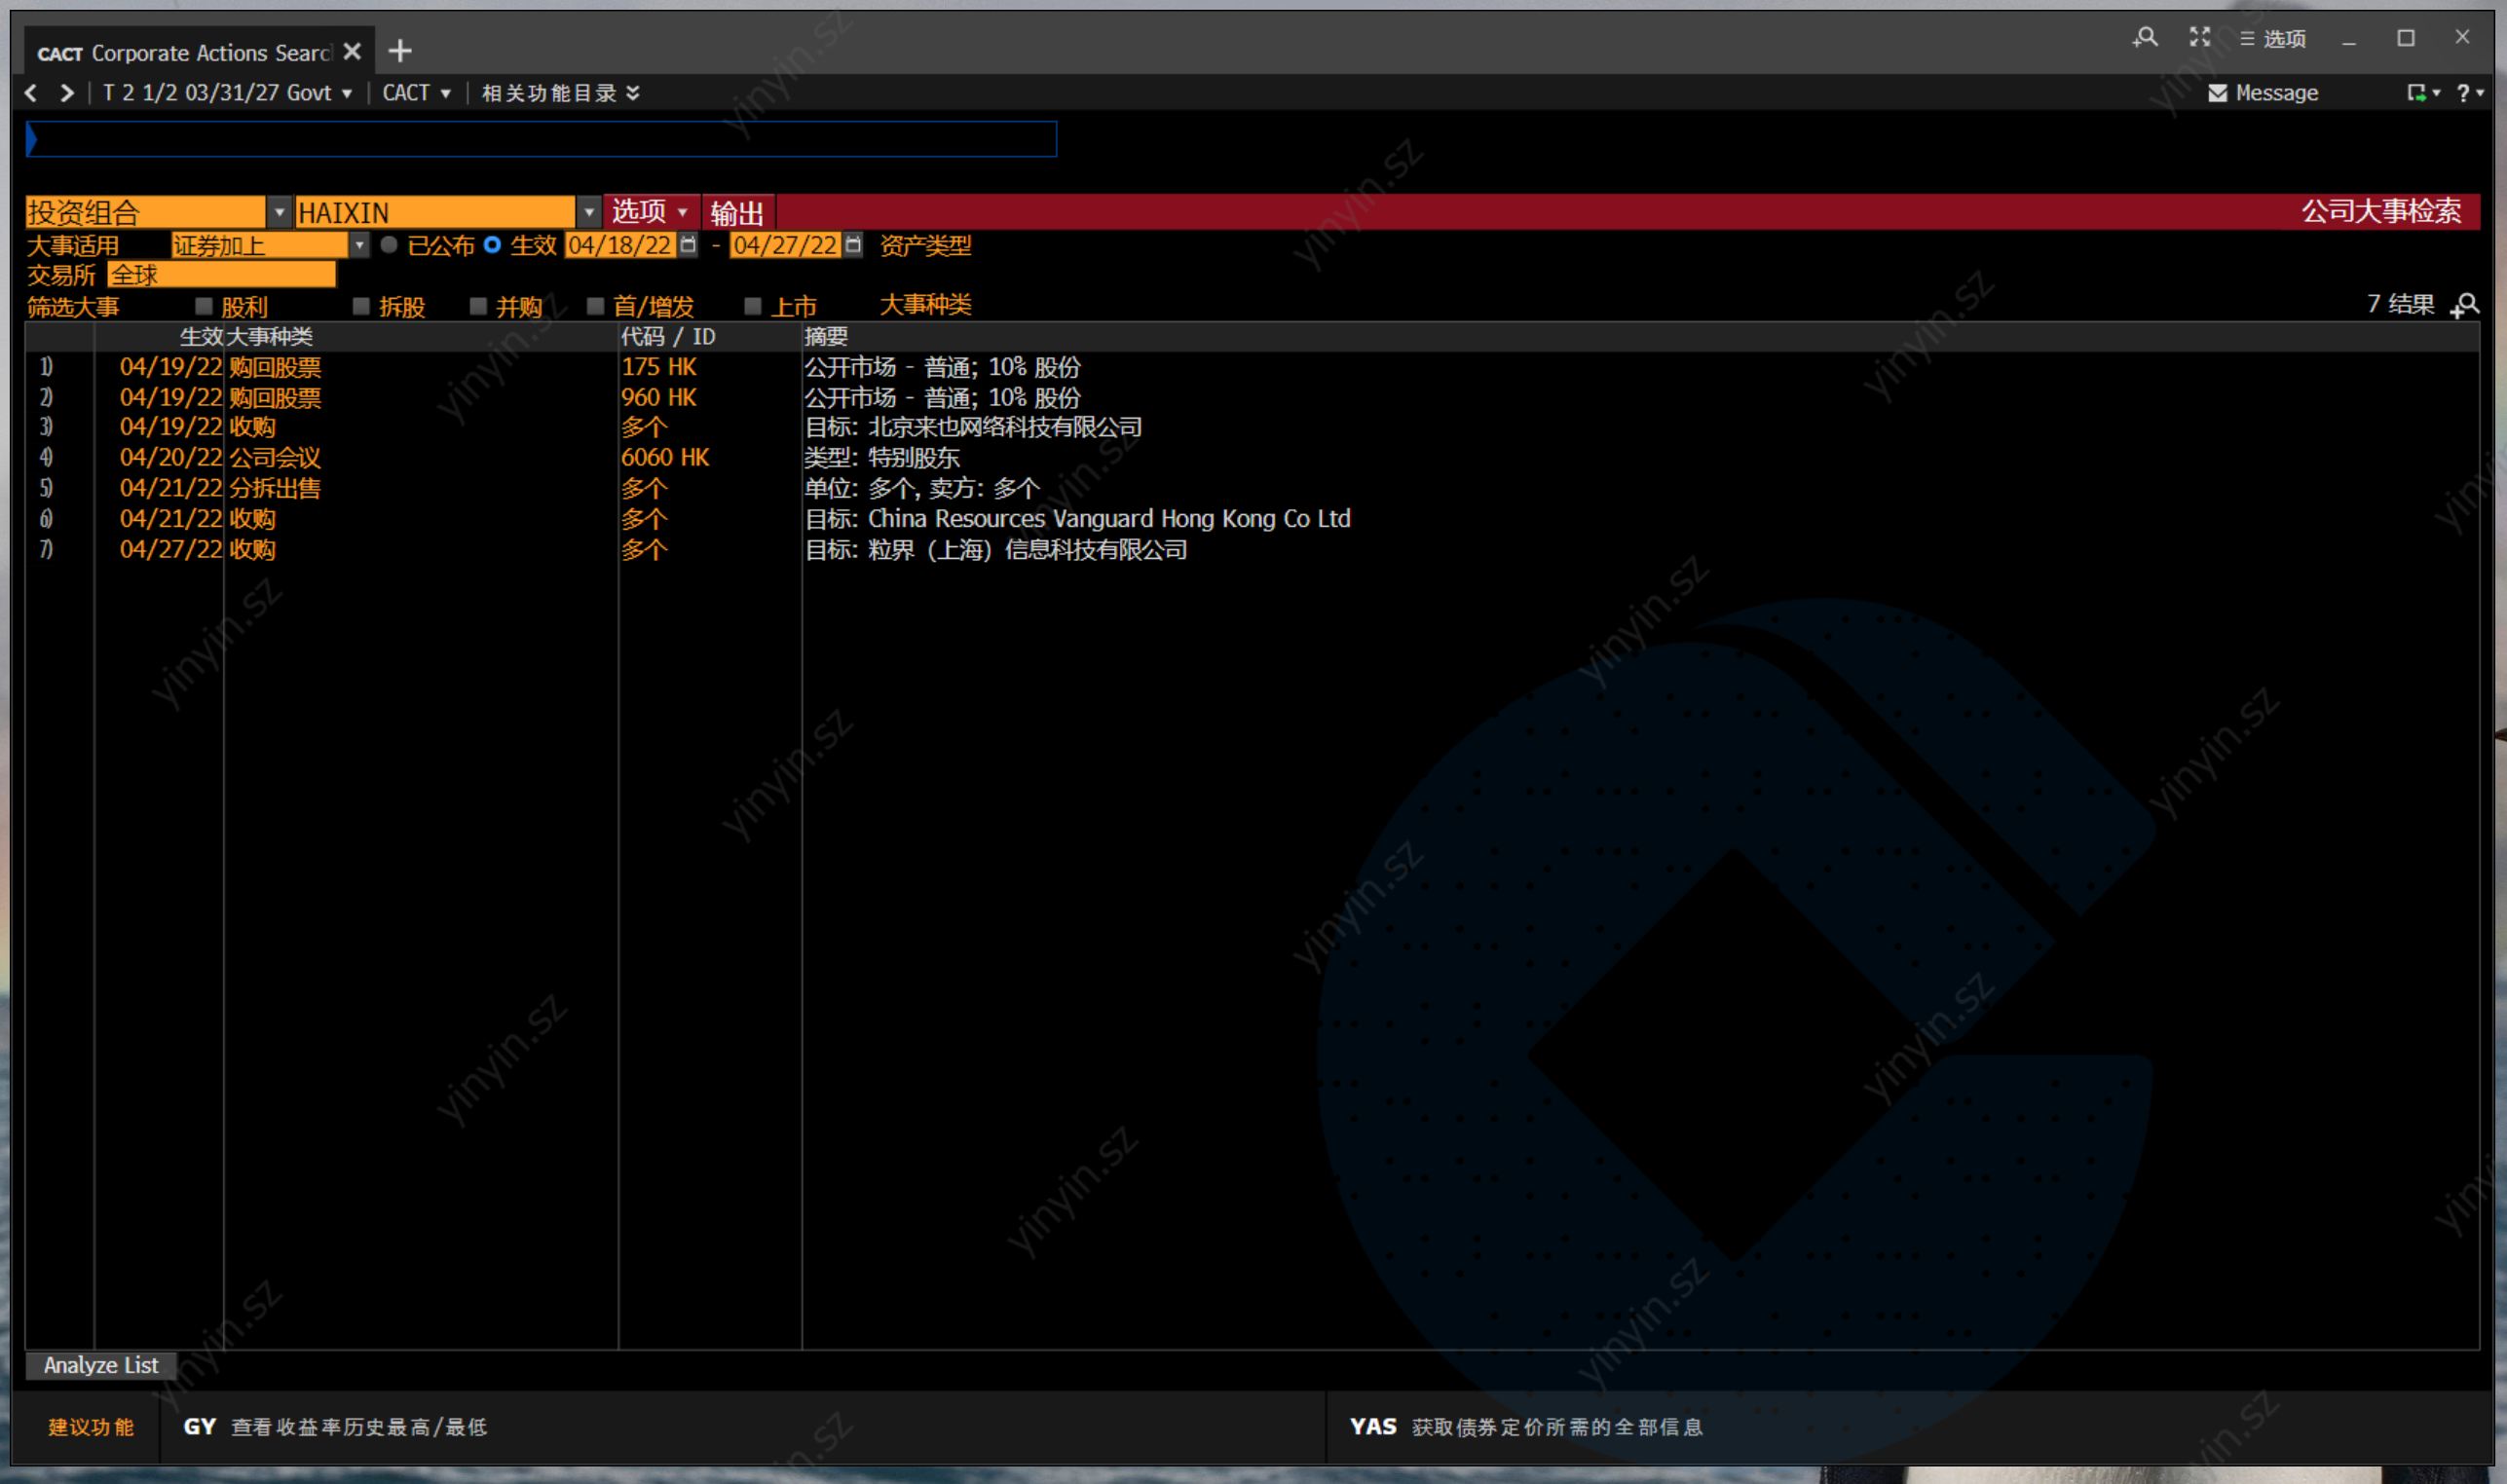 CACT Corporate Actions Searc
选项
T 2 1/2 03/31/27 Govt CACT 相关功能目录 Message ?
投资组合 HAIXIN 选项 输出 公司大事检索
大事适用 证券加上 已公布 生效 04/18/22 - 04/27/22 资产类型
交易所 全球
筛选大事 股利 拆股 并购 首/增发 上市 大事种类 7 结果
生效 大事种类 代码 / ID 摘要
1) 04/19/22 购回股票 175 HK 公开市场 - 普通; 10% 股份
2) 04/19/22 购回股票 960 HK 公开市场 - 普通; 10% 股份
3) 04/19/22 收购 多个 目标: 北京来也网络科技有限公司
4) 04/20/22 公司会议 6060 HK 类型: 特别股东
5) 04/21/22 分拆出售 多个 单位: 多个, 卖方: 多个
6) 04/21/22 收购 多个 目标: China Resources Vanguard Hong Kong Co Ltd
7) 04/27/22 收购 多个 目标: 粒界（上海）信息科技有限公司
Analyze List
建议功能 GY 查看收益率历史最高/最低 YAS 获取债券定价所需的全部信息
yinyin.sz